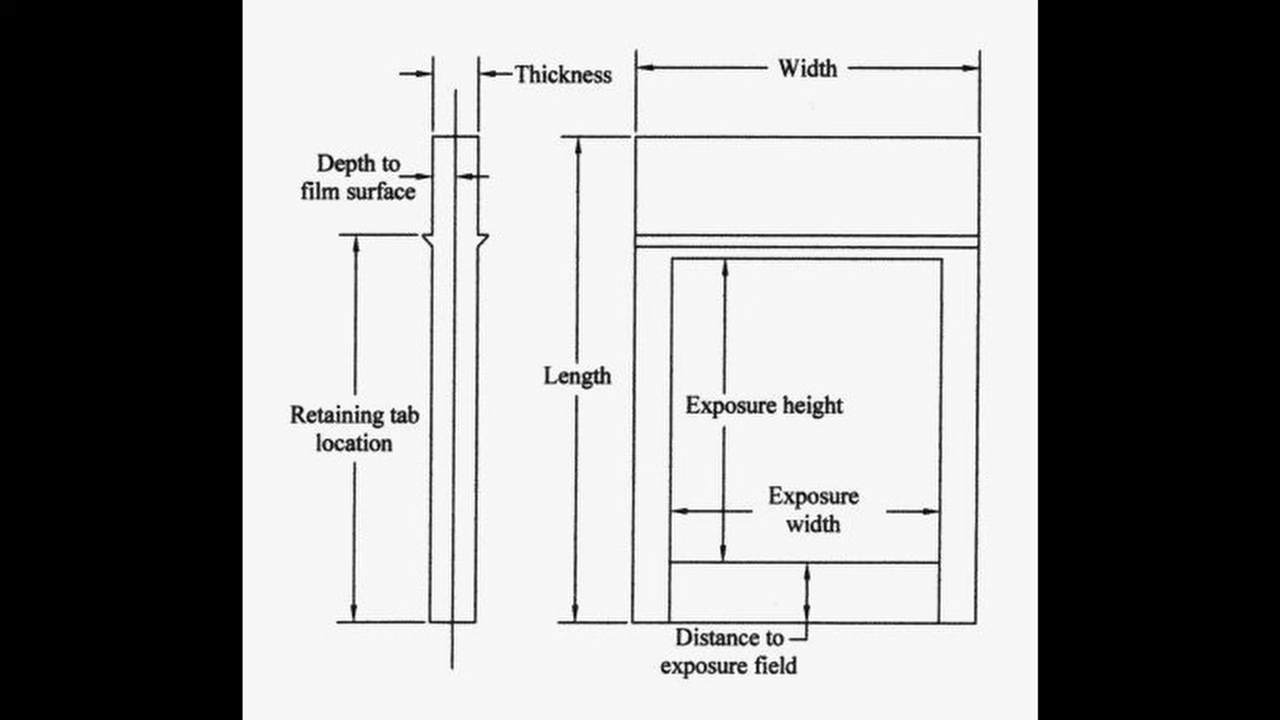 Thickness
Width
Depth to
film surface
Length
Retaining tab
location
Exposure height
Exposure
width
Distance to
exposure field